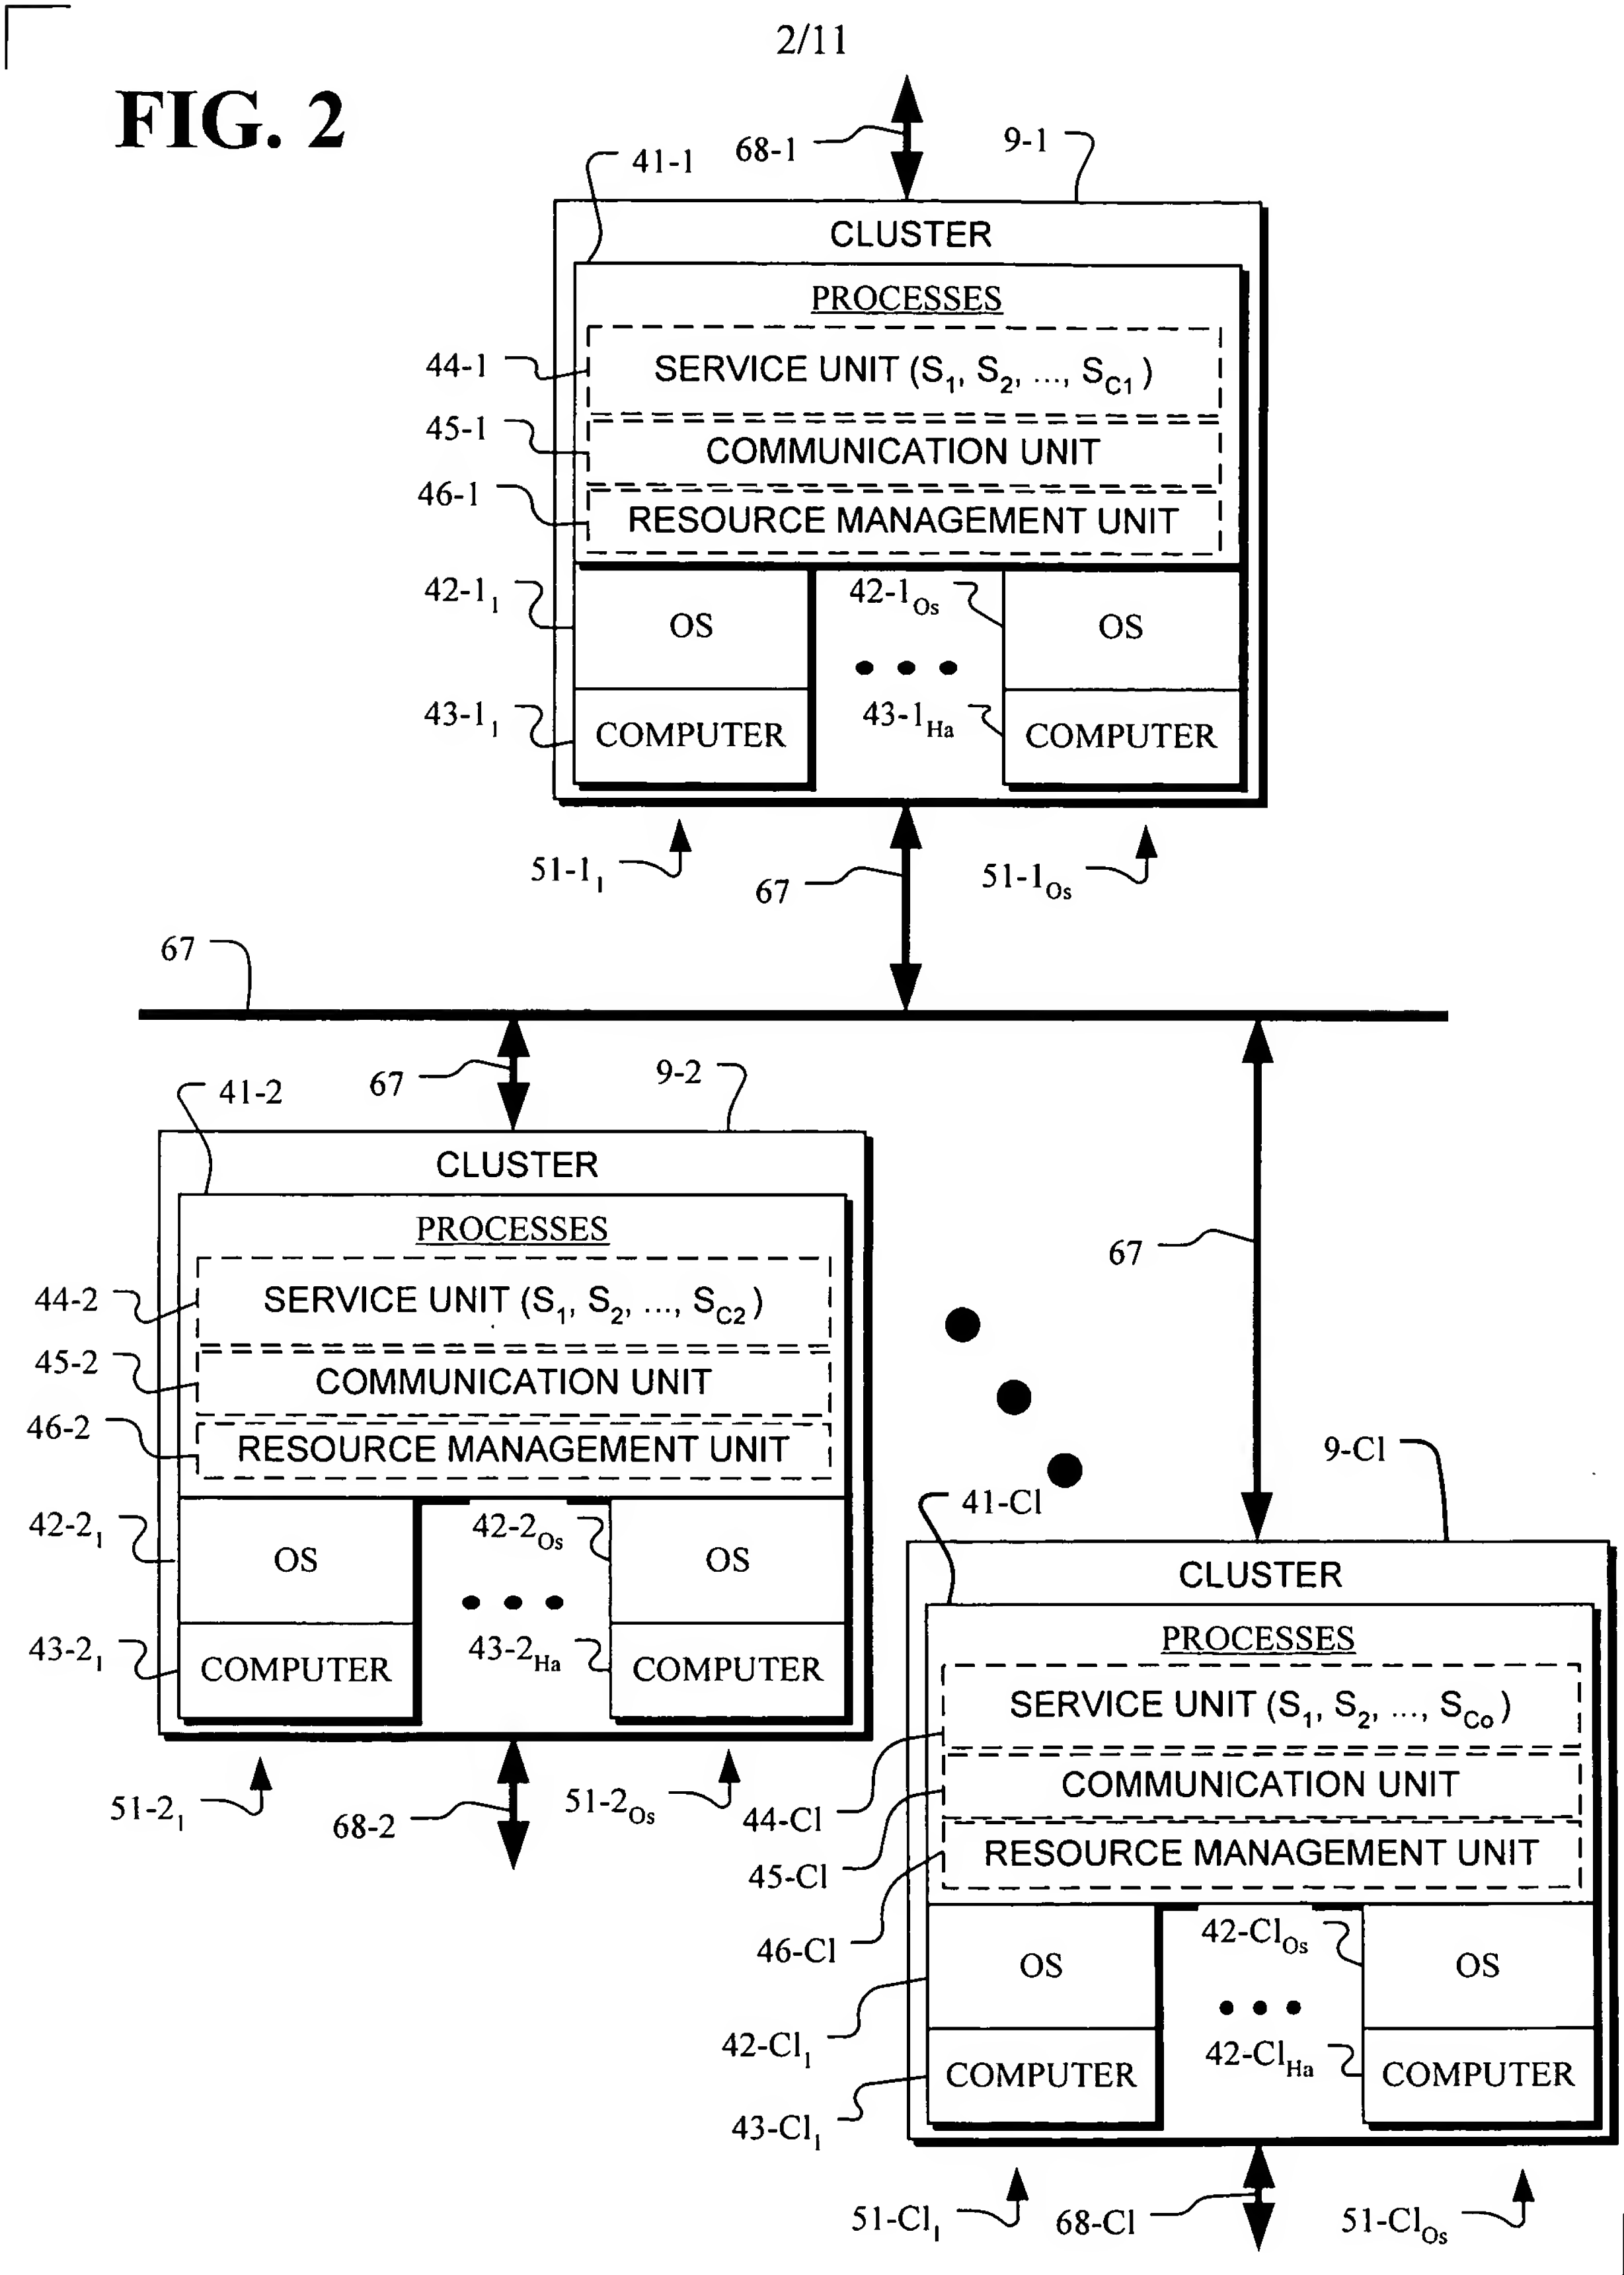 2/11
FIG. 2
68-1
9-1
41-1
CLUSTER
PROCESSES
44-1
SERVICE UNIT (S1, S2, ..., SC1)
45-1
COMMUNICATION UNIT
46-1
RESOURCE MANAGEMENT UNIT
42-11
42-1Os
OS
OS
43-11
43-1Ha
COMPUTER
COMPUTER
51-11
67
51-1Os
67
67
9-2
41-2
CLUSTER
PROCESSES
67
44-2
SERVICE UNIT (S1, S2, ..., SC2)
45-2
COMMUNICATION UNIT
46-2
RESOURCE MANAGEMENT UNIT
9-Cl
41-Cl
42-21
42-2Os
OS
OS
CLUSTER
43-21
43-2Ha
COMPUTER
COMPUTER
PROCESSES
SERVICE UNIT (S1, S2, ..., SCo)
51-21
68-2
51-2Os
44-Cl
COMMUNICATION UNIT
45-Cl
RESOURCE MANAGEMENT UNIT
46-Cl
42-ClOs
OS
OS
42-Cl1
42-ClHa
COMPUTER
COMPUTER
43-Cl1
51-Cl1
68-Cl
51-ClOs